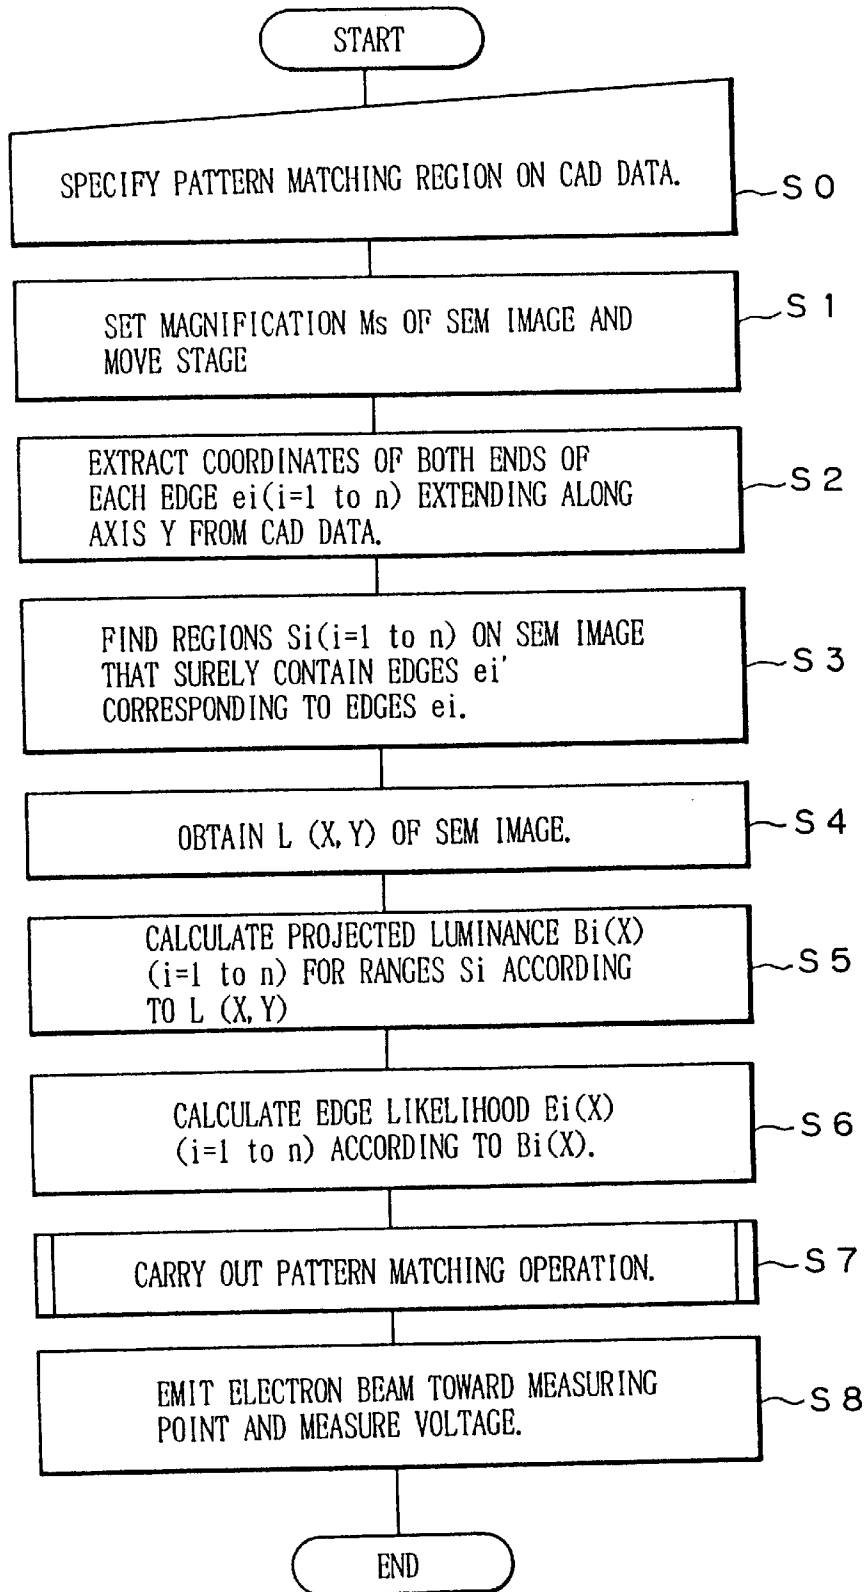 START
SPECIFY PATTERN MATCHING REGION ON CAD DATA.
S0
SET MAGNIFICATION Ms OF SEM IMAGE AND
MOVE STAGE
S1
EXTRACT COORDINATES OF BOTH ENDS OF
EACH EDGE ei(i=1 to n) EXTENDING ALONG
AXIS Y FROM CAD DATA.
S2
FIND REGIONS Si(i=1 to n) ON SEM IMAGE
THAT SURELY CONTAIN EDGES ei'
CORRESPONDING TO EDGES ei.
S3
OBTAIN L (X,Y) OF SEM IMAGE.
S4
CALCULATE PROJECTED LUMINANCE Bi(X)
(i=1 to n) FOR RANGES Si ACCORDING
TO L (X,Y)
S5
CALCULATE EDGE LIKELIHOOD Ei(X)
(i=1 to n) ACCORDING TO Bi(X).
S6
CARRY OUT PATTERN MATCHING OPERATION.
S7
EMIT ELECTRON BEAM TOWARD MEASURING
POINT AND MEASURE VOLTAGE.
S8
END